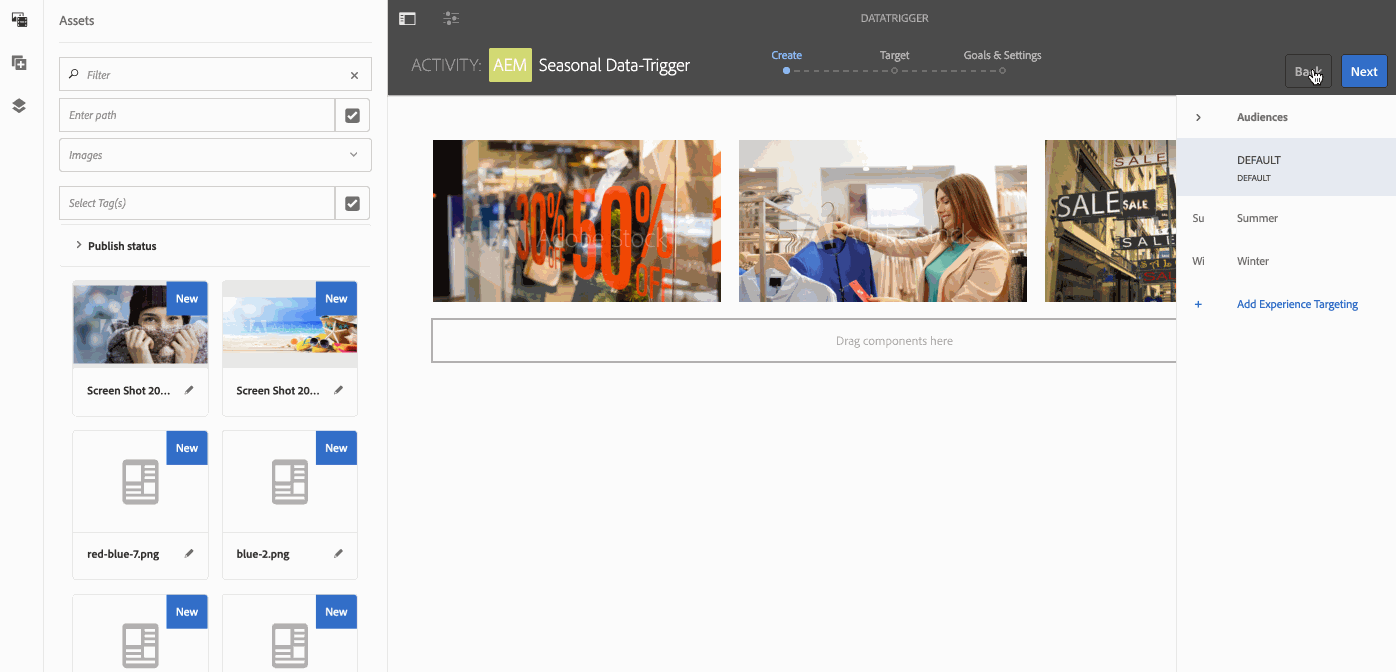 Assets
Filter
Enter path
Images
Select Tag(s)
Publish status
New
New
Screen Shot 20...
Screen Shot 20...
New
New
red-blue-7.png
blue-2.png
New
New
DATATRIGGER
ACTIVITY: AEM Seasonal Data-Trigger
Create
Target
Goals & Settings
Back
Next
50%
OFF
Adobe Stock
SALE
SALE
SALE
SALE
SALE
Drag components here
Audiences
DEFAULT
DEFAULT
Su Summer
Wi Winter
+ Add Experience Targeting